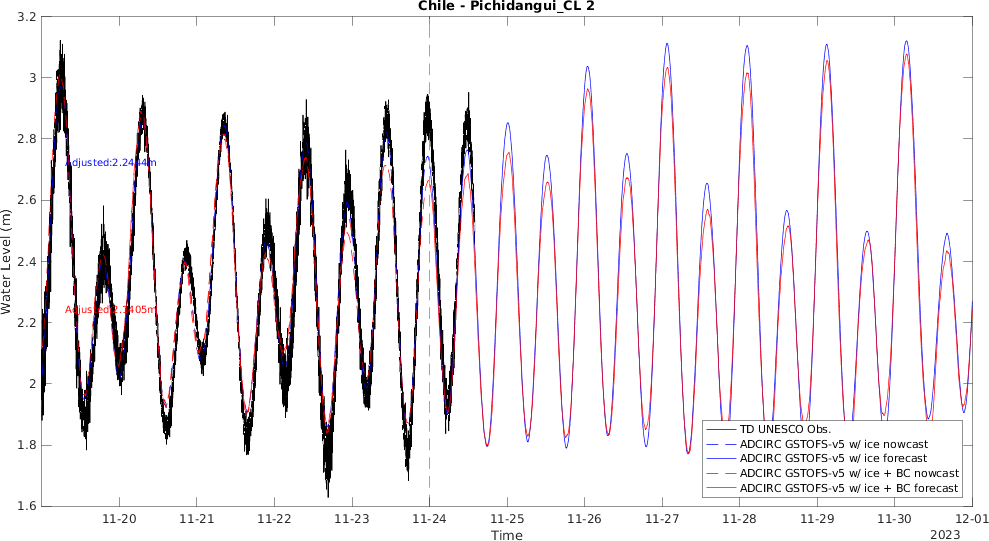 Chile - Pichidangui_CL 2
Water Level (m)
3.2
3
2.8
2.6
2.4
2.2
2
1.8
1.6
Adjusted:2.2444m
Adjusted:2.1405m
TD UNESCO Obs.
ADCIRC GSTOFS-v5 w/ ice nowcast
ADCIRC GSTOFS-v5 w/ ice forecast
ADCIRC GSTOFS-v5 w/ ice + BC nowcast
ADCIRC GSTOFS-v5 w/ ice + BC forecast
11-20 11-21 11-22 11-23 11-24 11-25 11-26 11-27 11-28 11-29 11-30 12-01
Time
2023